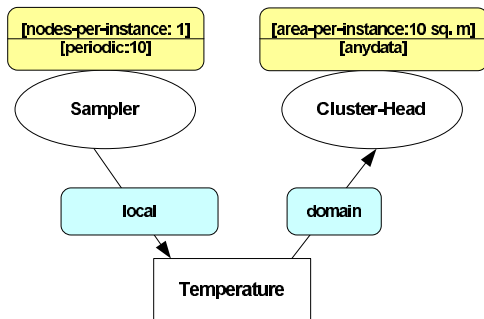 [nodes-per-instance: 1]
[area-per-instance:10 sq. m]
[periodic:10]
[anydata]
Sampler
Cluster-Head
local
domain
Temperature